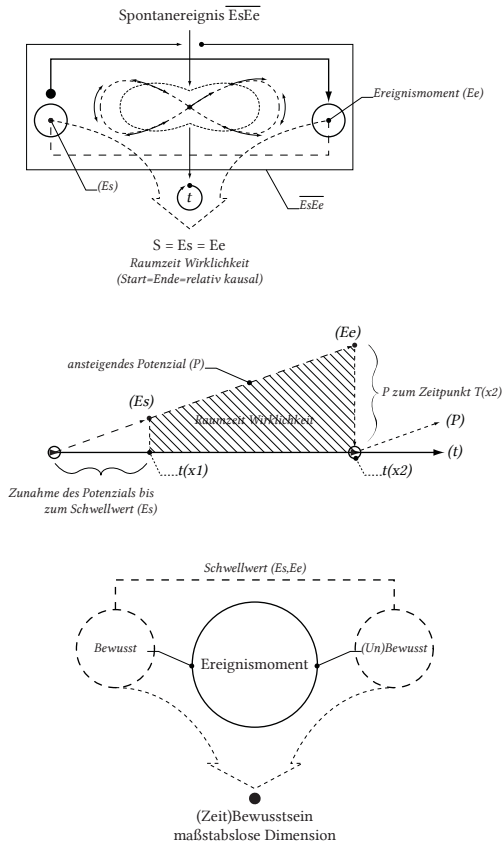 Spontanereignis E̅s̅E̅e̅
Ereignismoment (Ee)
(Es)
t
E̅s̅E̅e̅
S = Es = Ee
Raumzeit Wirklichkeit
(Start=Ende=relativ kausal)
(Ee)
ansteigendes Potenzial (P)
P zum Zeitpunkt T(x2)
(Es)
Raumzeit Wirklichkeit
(P)
(t)
t(x1)
t(x2)
Zunahme des Potenzials bis
zum Schwellwert (Es)
Schwellwert (Es,Ee)
Bewusst
Ereignismoment
(Un)Bewusst
(Zeit)Bewusstsein
maßstabslose Dimension